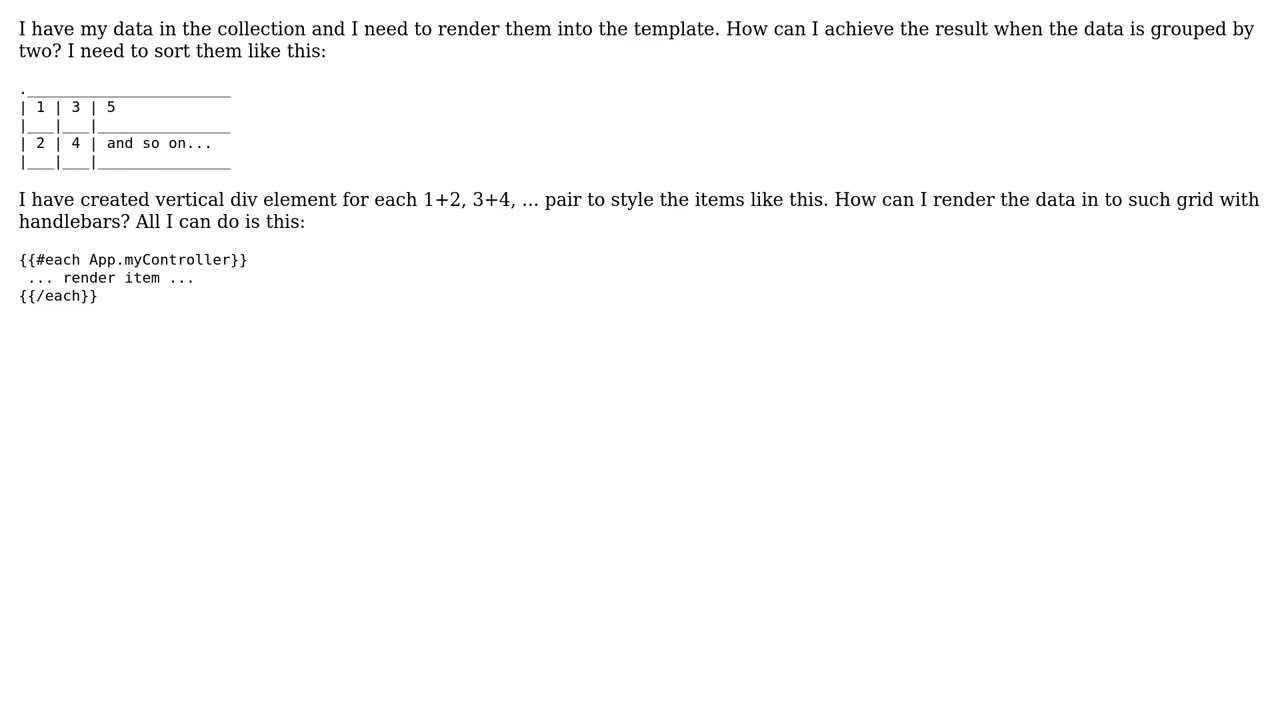 I have my data in the collection and I need to render them into the template. How can I achieve the result when the data is grouped by
two? I need to sort them like this:
._______________________
| 1 | 3 | 5
|___|___|_______________
| 2 | 4 | and so on...
|___|___|_______________
I have created vertical div element for each 1+2, 3+4, ... pair to style the items like this. How can I render the data in to such grid with
handlebars? All I can do is this:
{{#each App.myController}}
 ... render item ...
{{/each}}